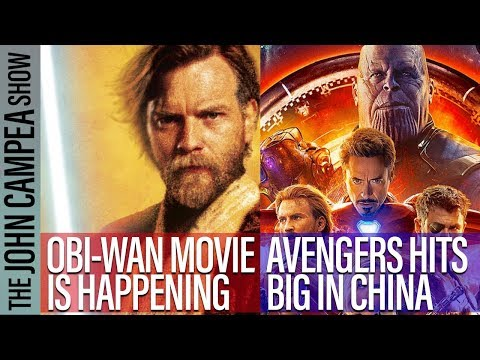 THE JOHN CAMPEA SHOW
OBI-WAN MOVIE
IS HAPPENING
AVENGERS HITS
BIG IN CHINA